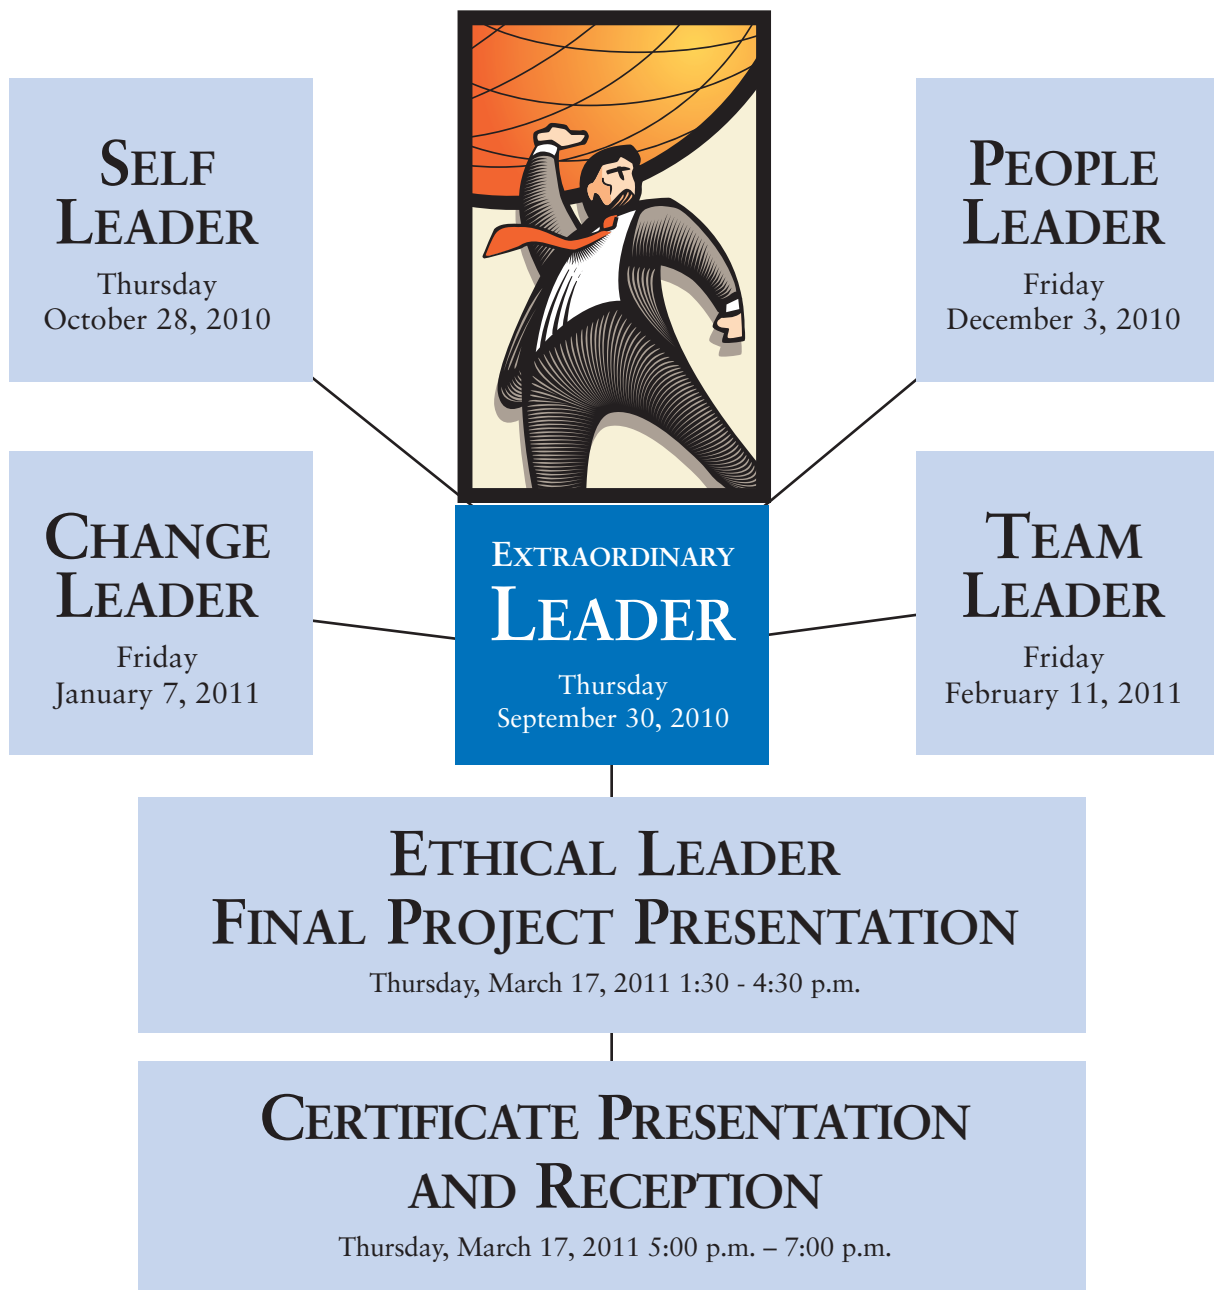 SELF
LEADER
Thursday
October 28, 2010
PEOPLE
LEADER
Friday
December 3, 2010
CHANGE
LEADER
Friday
January 7, 2011
EXTRAORDINARY
LEADER
Thursday
September 30, 2010
TEAM
LEADER
Friday
February 11, 2011
ETHICAL LEADER
FINAL PROJECT PRESENTATION
Thursday, March 17, 2011 1:30 - 4:30 p.m.
CERTIFICATE PRESENTATION
AND RECEPTION
Thursday, March 17, 2011 5:00 p.m. – 7:00 p.m.